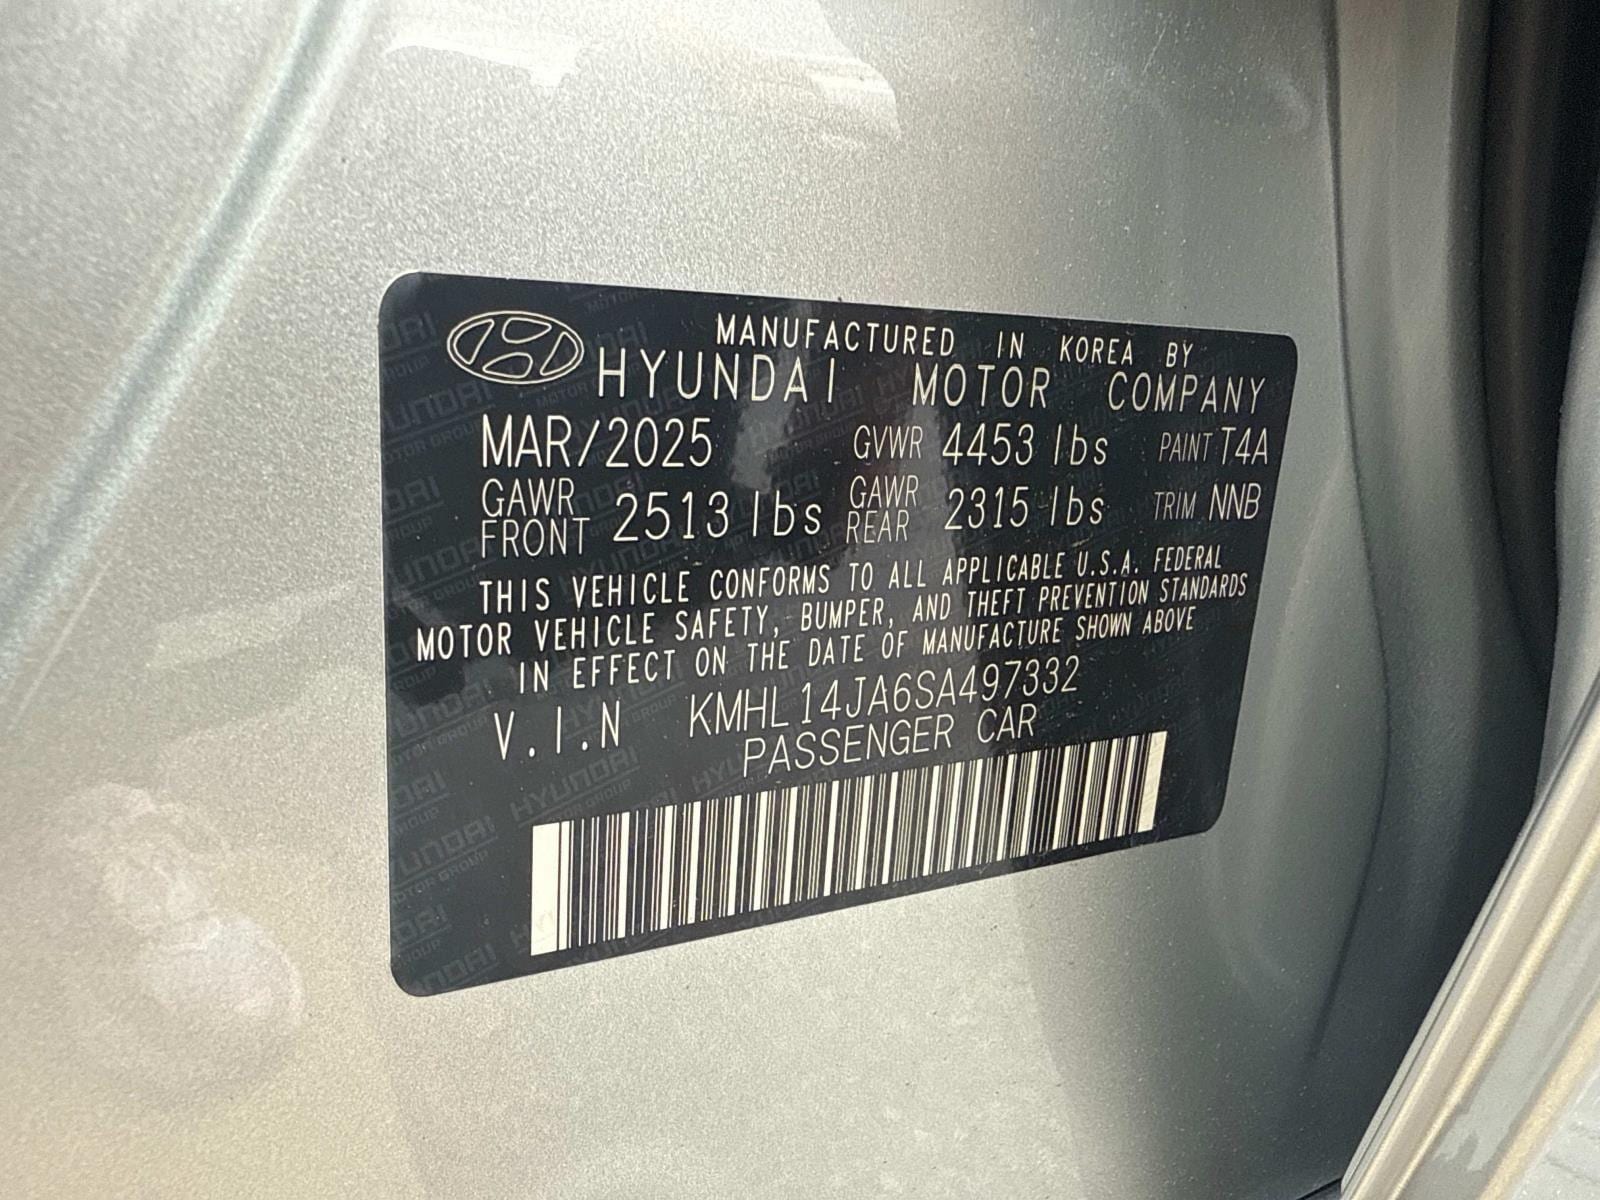 MANUFACTURED IN KOREA BY
HYUNDAI MOTOR COMPANY
MAR/2025 GVWR 4453 lbs PAINT T4A
GAWR FRONT 2513 lbs GAWR REAR 2315 lbs TRIM NNB
THIS VEHICLE CONFORMS TO ALL APPLICABLE U.S.A. FEDERAL
MOTOR VEHICLE SAFETY, BUMPER, AND THEFT PREVENTION STANDARDS
IN EFFECT ON THE DATE OF MANUFACTURE SHOWN ABOVE
V.I.N KMHL14JA6SA497332
PASSENGER CAR